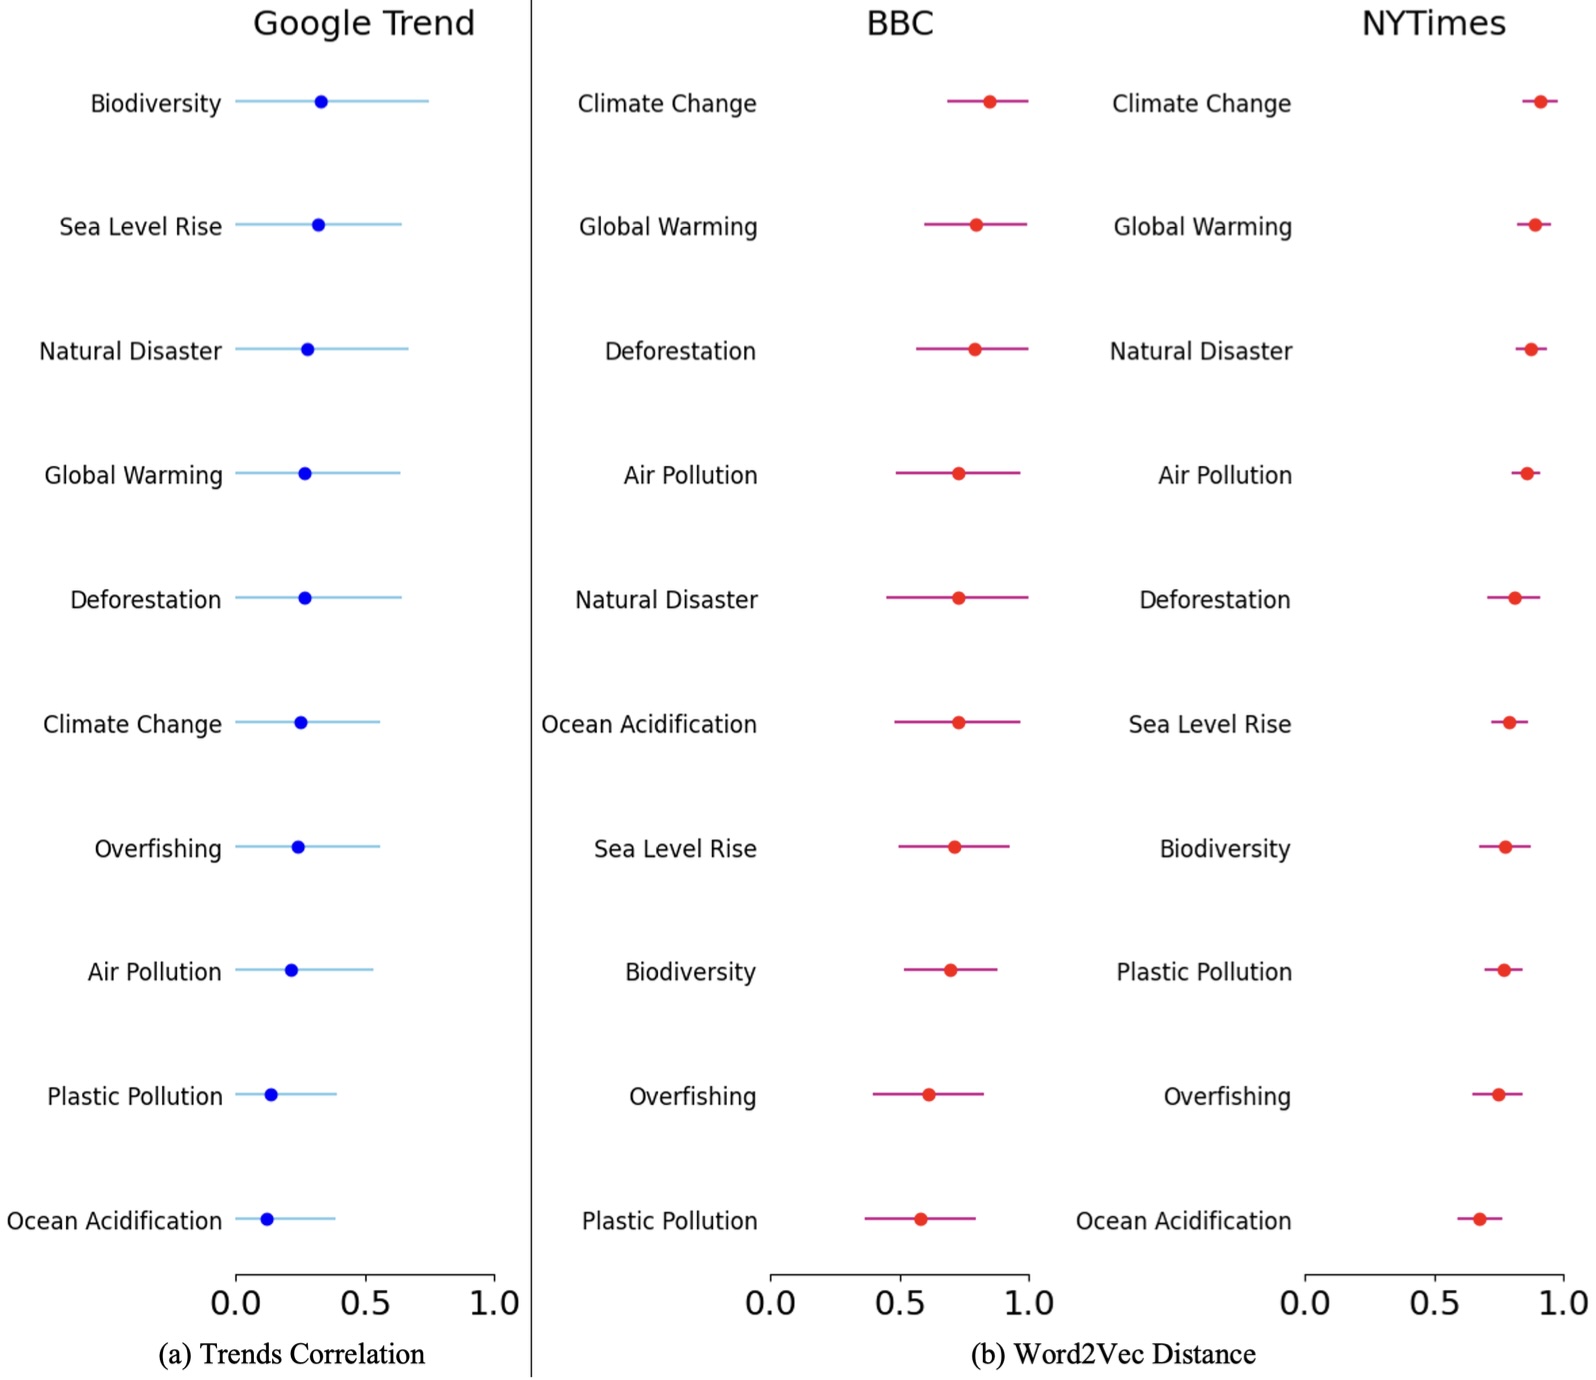 Google Trend
Biodiversity
Sea Level Rise
Natural Disaster
Global Warming
Deforestation
Climate Change
Overfishing
Air Pollution
Plastic Pollution
Ocean Acidification
0.0 0.5 1.0
(a) Trends Correlation
BBC
Climate Change
Global Warming
Deforestation
Air Pollution
Natural Disaster
Ocean Acidification
Sea Level Rise
Biodiversity
Overfishing
Plastic Pollution
0.0 0.5 1.0
NYTimes
Climate Change
Global Warming
Natural Disaster
Air Pollution
Deforestation
Sea Level Rise
Biodiversity
Plastic Pollution
Overfishing
Ocean Acidification
0.0 0.5 1.0
(b) Word2Vec Distance